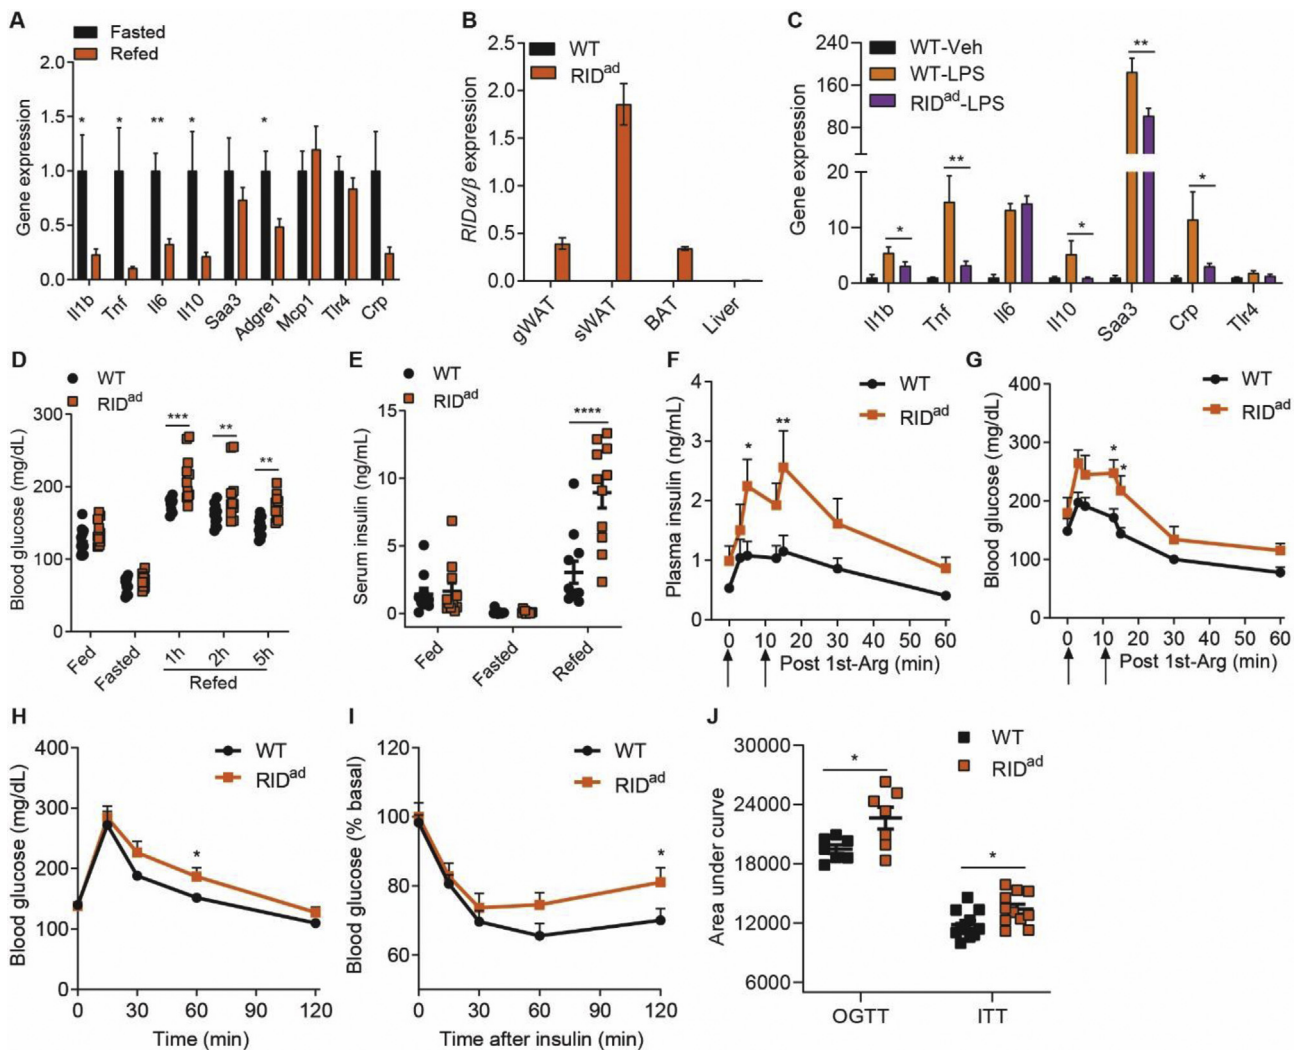 A
Fasted
Refed
Gene expression
2.0
1.5
1.0
0.5
0.0
* * ** * *
Il1b Tnf Il6 Il10 Saa3 Adgre1 Mcp1 Tlr4 Crp
B
WT
RIDad
RIDα/β expression
2.5
2.0
1.5
1.0
0.5
0.0
gWAT sWAT BAT Liver
C
WT-Veh
WT-LPS
RIDad-LPS
Gene expression
240
160
80
20
10
0
* ** * ** *
Il1b Tnf Il6 Il10 Saa3 Crp Tlr4
D
WT
RIDad
Blood glucose (mg/dL)
300
200
100
0
*** ** **
Fed Fasted 1h 2h 5h
Refed
E
WT
RIDad
Serum insulin (ng/mL)
15
10
5
0
****
Fed Fasted Refed
F
WT
RIDad
Plasma insulin (ng/mL)
4
3
2
1
0
* **
0 10 20 30 40 50 60
Post 1st-Arg (min)
G
WT
RIDad
Blood glucose (mg/dL)
400
300
200
100
0
* *
0 10 20 30 40 50 60
Post 1st-Arg (min)
H
WT
RIDad
Blood glucose (mg/dL)
400
300
200
100
0
*
0 30 60 90 120
Time (min)
I
WT
RIDad
Blood glucose (% basal)
120
100
80
60
*
0 30 60 90 120
Time after insulin (min)
J
WT
RIDad
Area under curve
30000
24000
18000
12000
6000
* *
OGTT ITT